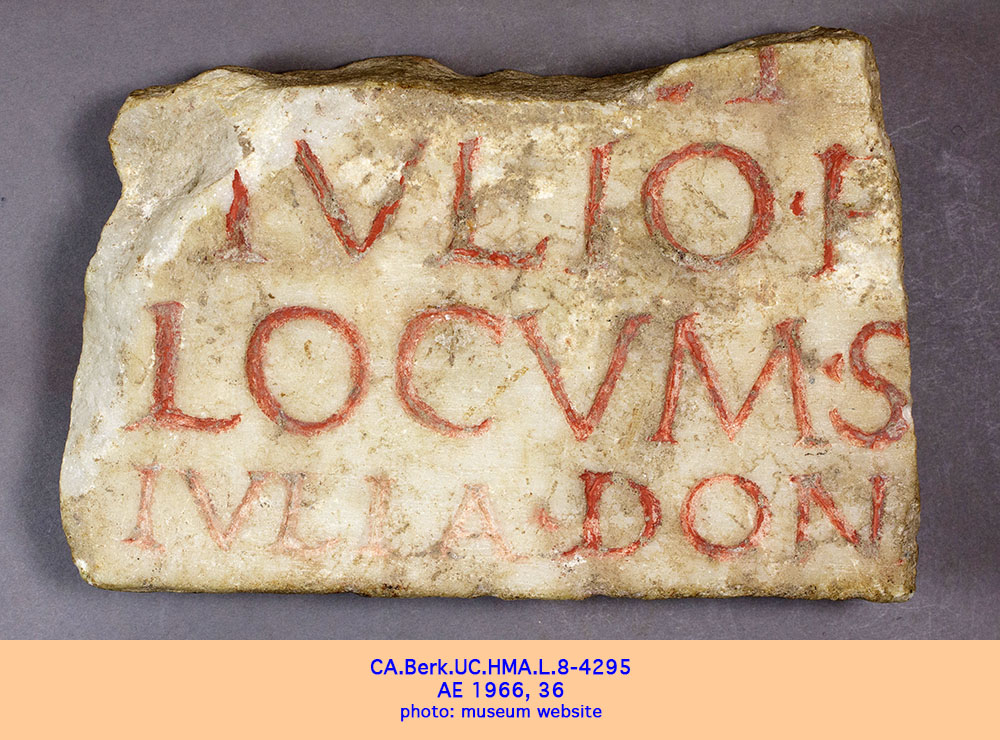 IVLIO · F
LOCVM · S
IVLIA · DON
CA.Berk.UC.HMA.L.8-4295
AE 1966, 36
photo: museum website